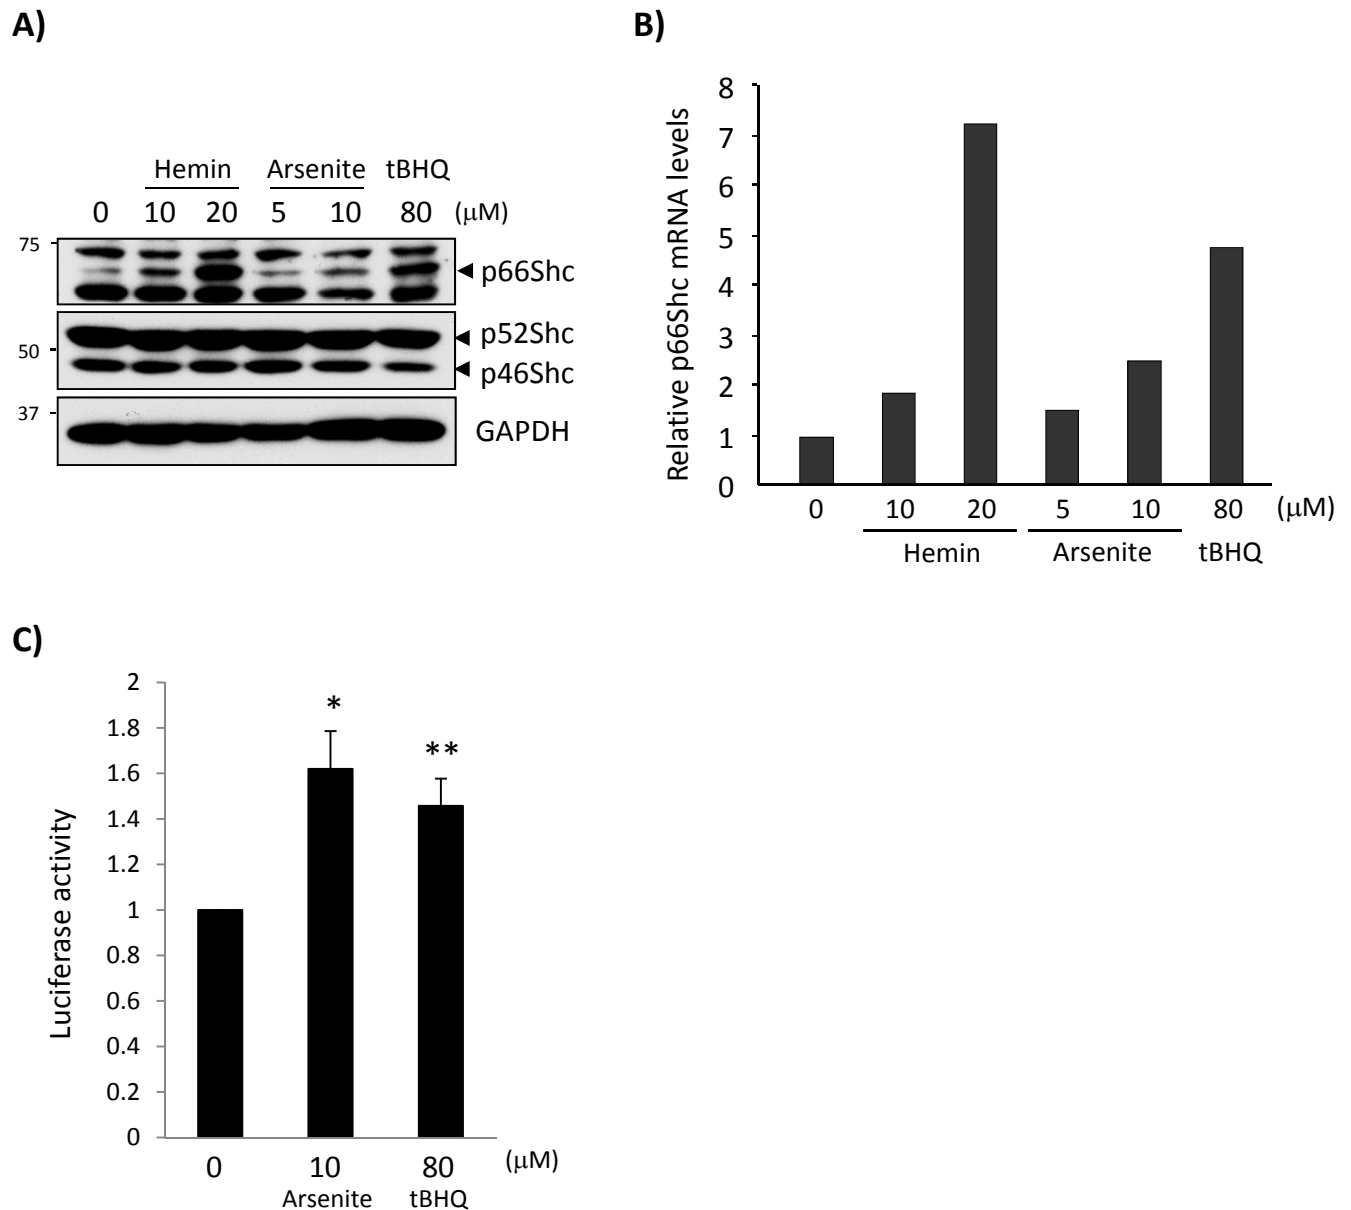 A)
Hemin Arsenite tBHQ
0 10 20 5 10 80 (μM)
75
p66Shc
p52Shc
50
p46Shc
37
GAPDH
B)
Relative p66Shc mRNA levels
8
7
6
5
4
3
2
1
0
0 10 20 5 10 80 (μM)
Hemin Arsenite tBHQ
C)
Luciferase activity
2
1.8
1.6
1.4
1.2
1
0.8
0.6
0.4
0.2
0
*
**
0 10 80 (μM)
Arsenite tBHQ